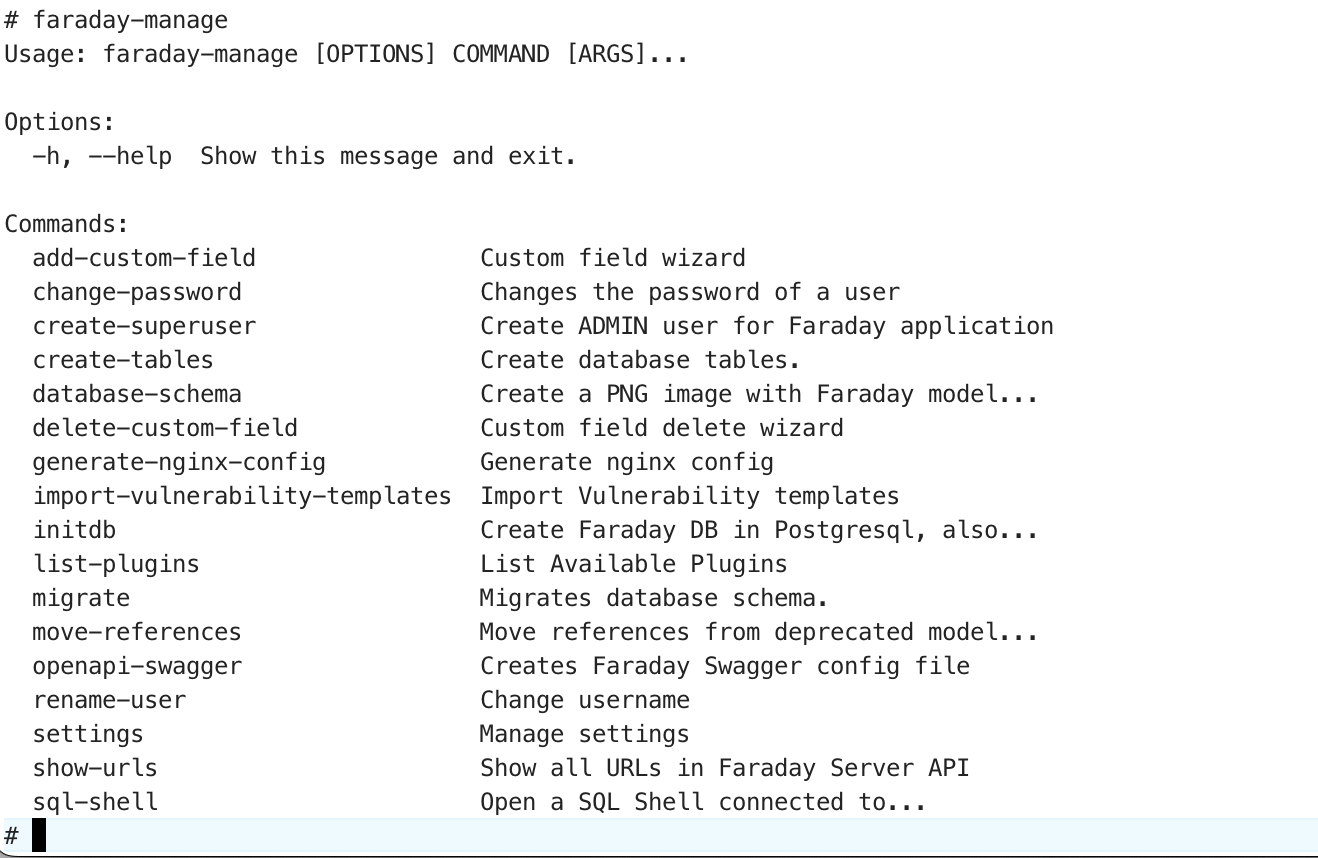 # faraday-manage
Usage: faraday-manage [OPTIONS] COMMAND [ARGS]...

Options:
  -h, --help  Show this message and exit.

Commands:
  add-custom-field                Custom field wizard
  change-password                 Changes the password of a user
  create-superuser                Create ADMIN user for Faraday application
  create-tables                   Create database tables.
  database-schema                 Create a PNG image with Faraday model...
  delete-custom-field             Custom field delete wizard
  generate-nginx-config           Generate nginx config
  import-vulnerability-templates  Import Vulnerability templates
  initdb                          Create Faraday DB in Postgresql, also...
  list-plugins                    List Available Plugins
  migrate                         Migrates database schema.
  move-references                 Move references from deprecated model...
  openapi-swagger                 Creates Faraday Swagger config file
  rename-user                     Change username
  settings                        Manage settings
  show-urls                       Show all URLs in Faraday Server API
  sql-shell                       Open a SQL Shell connected to...
#